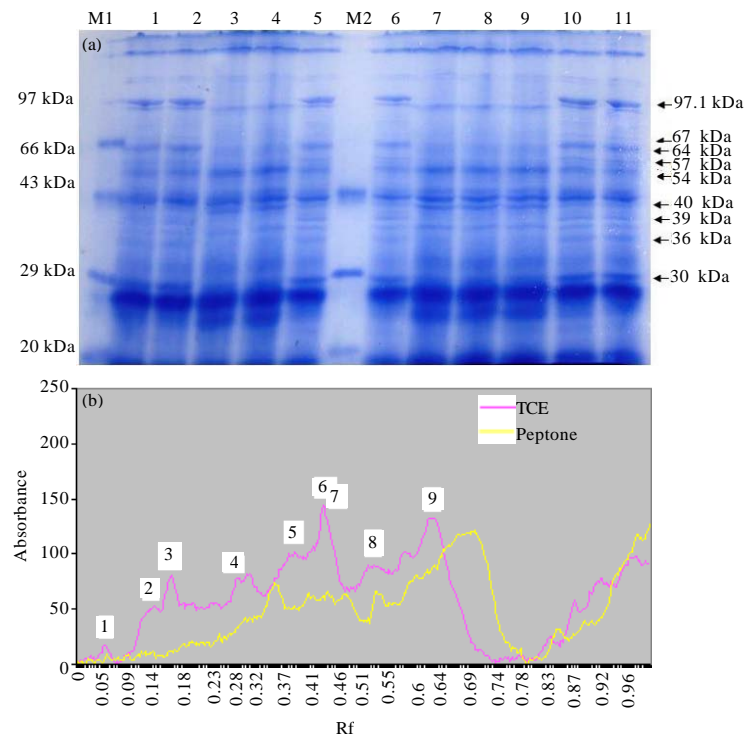 M1 1 2 3 4 5 M2 6 7 8 9 10 11
(a)
97 kDa
66 kDa
43 kDa
29 kDa
20 kDa
97.1 kDa
67 kDa
64 kDa
57 kDa
54 kDa
40 kDa
39 kDa
36 kDa
30 kDa
(b)
TCE
Peptone
250
200
150
100
50
0
Absorbance
1
2
3
4
5
6
7
8
9
0 0.05 0.09 0.14 0.18 0.23 0.28 0.32 0.37 0.41 0.46 0.51 0.55 0.6 0.64 0.69 0.74 0.78 0.83 0.87 0.92 0.96
Rf